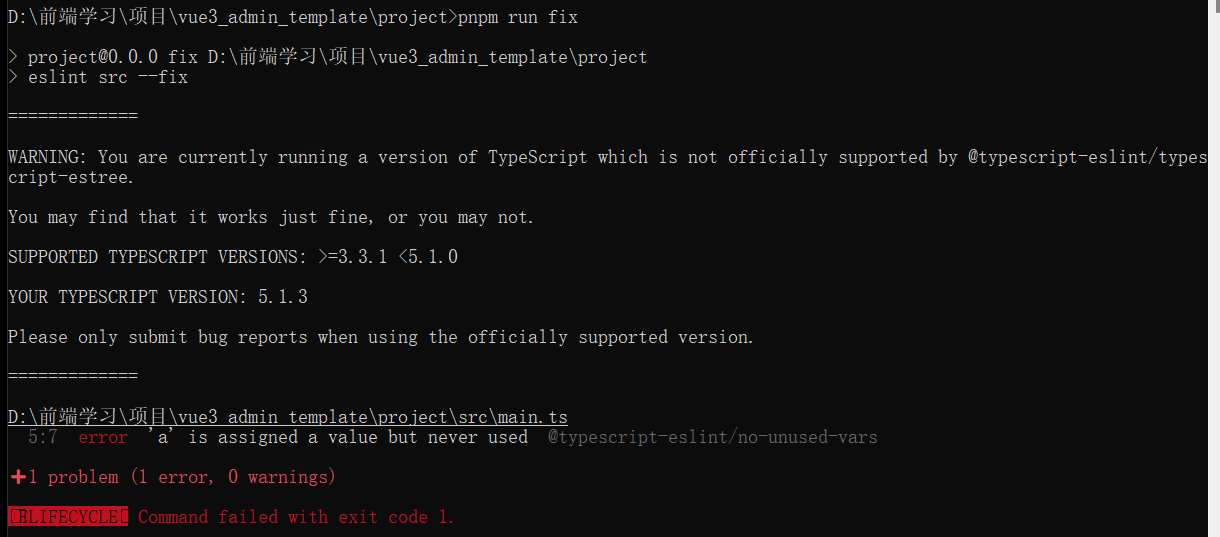 D:\前端学习\项目\vue3_admin_template\project>pnpm run fix
> project@0.0.0 fix D:\前端学习\项目\vue3_admin_template\project
> eslint src --fix
=============
WARNING: You are currently running a version of TypeScript which is not officially supported by @typescript-eslint/types
cript-estree.
You may find that it works just fine, or you may not.
SUPPORTED TYPESCRIPT VERSIONS: >=3.3.1 <5.1.0
YOUR TYPESCRIPT VERSION: 5.1.3
Please only submit bug reports when using the officially supported version.
=============
D:\前端学习\项目\vue3_admin_template\project\src\main.ts
5:7  error  'a' is assigned a value but never used  @typescript-eslint/no-unused-vars
1 problem (1 error, 0 warnings)
ELIFECYCLE Command failed with exit code 1.